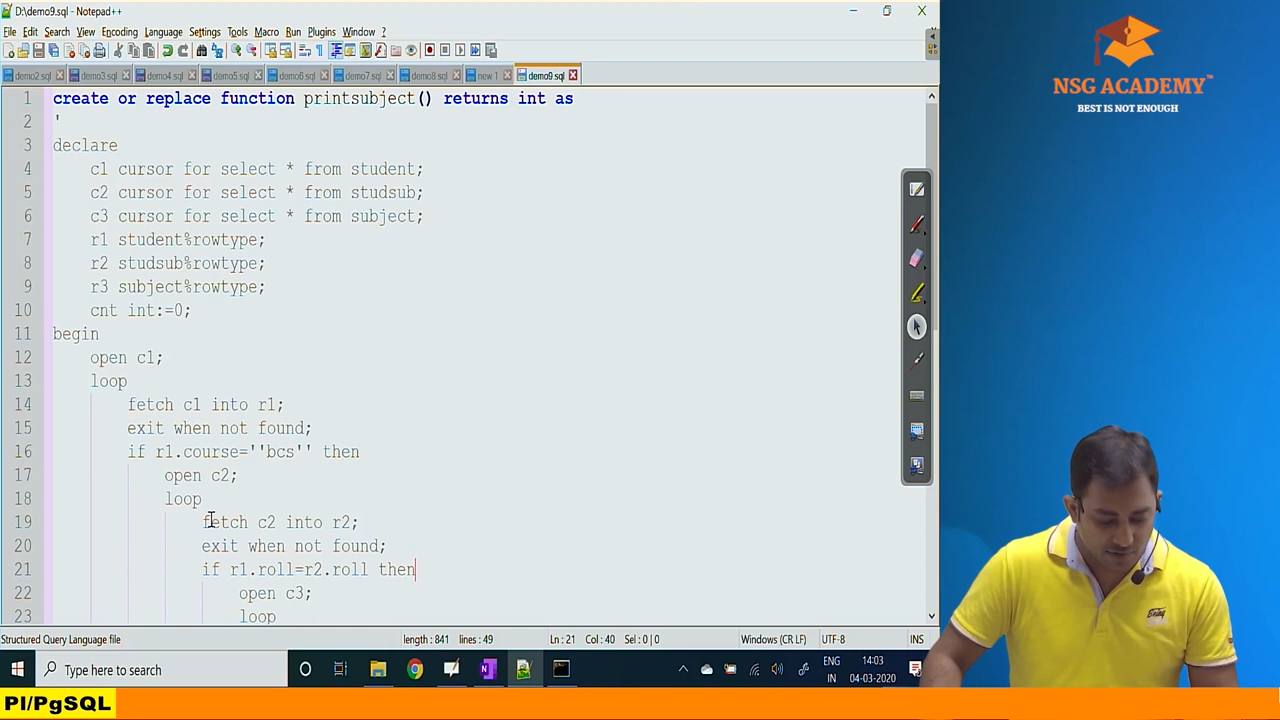 D:\demo9.sql - Notepad++
File Edit Search View Encoding Language Settings Tools Macro Run Plugins Window ?
demo2.sql demo3.sql demo4.sql demo5.sql demo6.sql demo7.sql demo8.sql new 1 demo9.sql
1 create or replace function printsubject() returns int as
2 '
3 declare
4 c1 cursor for select * from student;
5 c2 cursor for select * from studsub;
6 c3 cursor for select * from subject;
7 r1 student%rowtype;
8 r2 studsub%rowtype;
9 r3 subject%rowtype;
10 cnt int:=0;
11 begin
12 open c1;
13 loop
14 fetch c1 into r1;
15 exit when not found;
16 if r1.course=''bcs'' then
17 open c2;
18 loop
19 fetch c2 into r2;
20 exit when not found;
21 if r1.roll=r2.roll then
22 open c3;
23 loop
Structured Query Language file length : 841 lines : 49 Ln : 21 Col : 40 Sel : 0 | 0 Windows (CR LF) UTF-8 INS
Type here to search
ENG
IN
14:03
04-03-2020
NSG ACADEMY™
BEST IS NOT ENOUGH
Pl/PgSQL